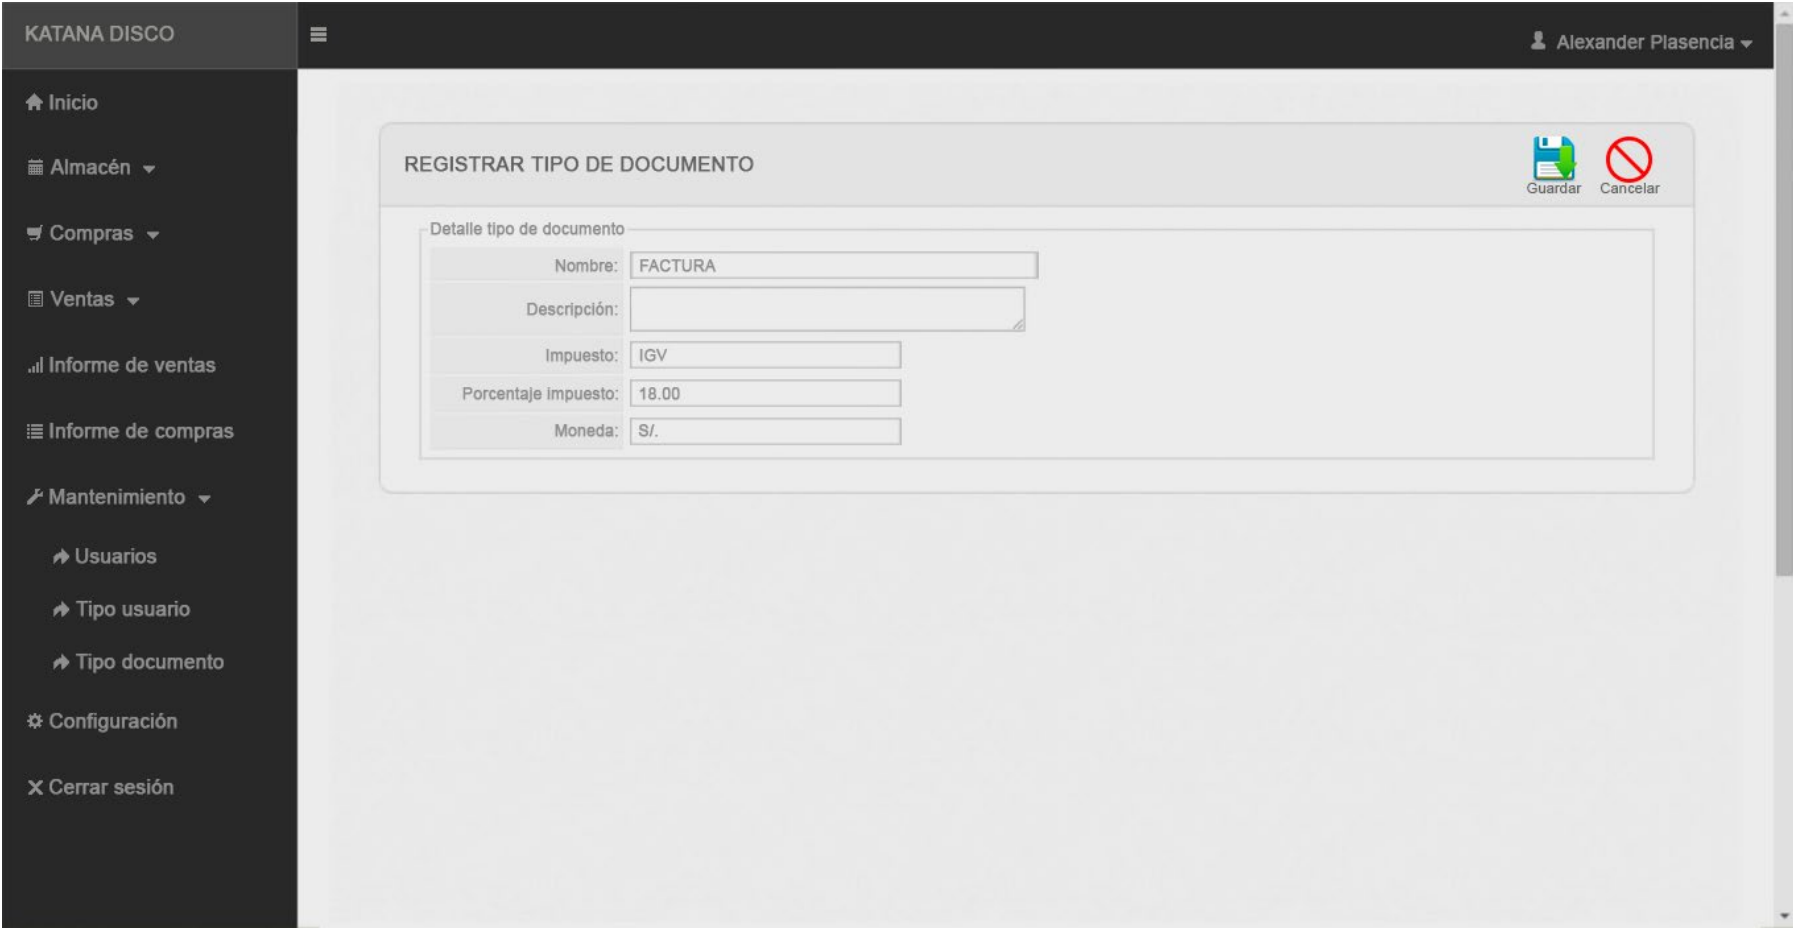 KATANA DISCO
Alexander Plasencia
Inicio
Almacén
Compras
Ventas
Informe de ventas
Informe de compras
Mantenimiento
Usuarios
Tipo usuario
Tipo documento
Configuración
Cerrar sesión
REGISTRAR TIPO DE DOCUMENTO
Guardar Cancelar
Detalle tipo de documento
Nombre: FACTURA
Descripción:
Impuesto: IGV
Porcentaje impuesto: 18.00
Moneda: S/.